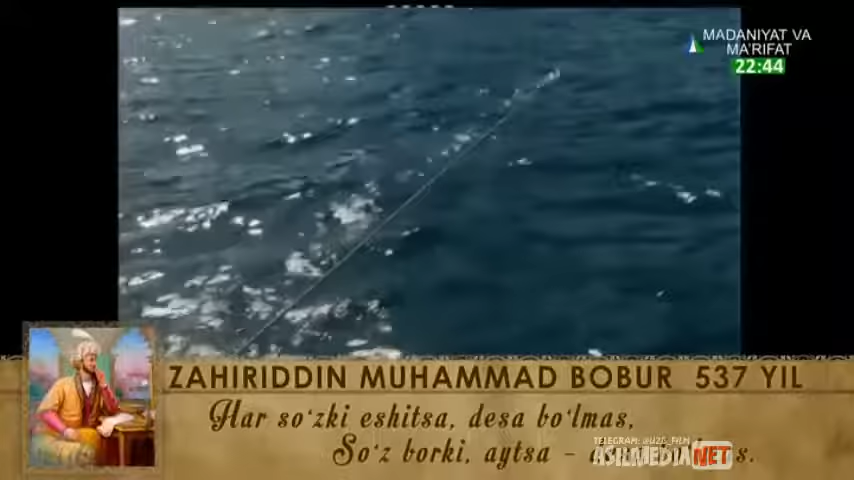 MADANIYAT VA
MA'RIFAT
22:44
ZAHIRIDDIN MUHAMMAD BOBUR 537 YIL
Har so'zki eshitsa, desa bo'lmas,
So'z borki, aytsa –
TELEGRAM: @UZG_FILM
ASILMEDIA.NET